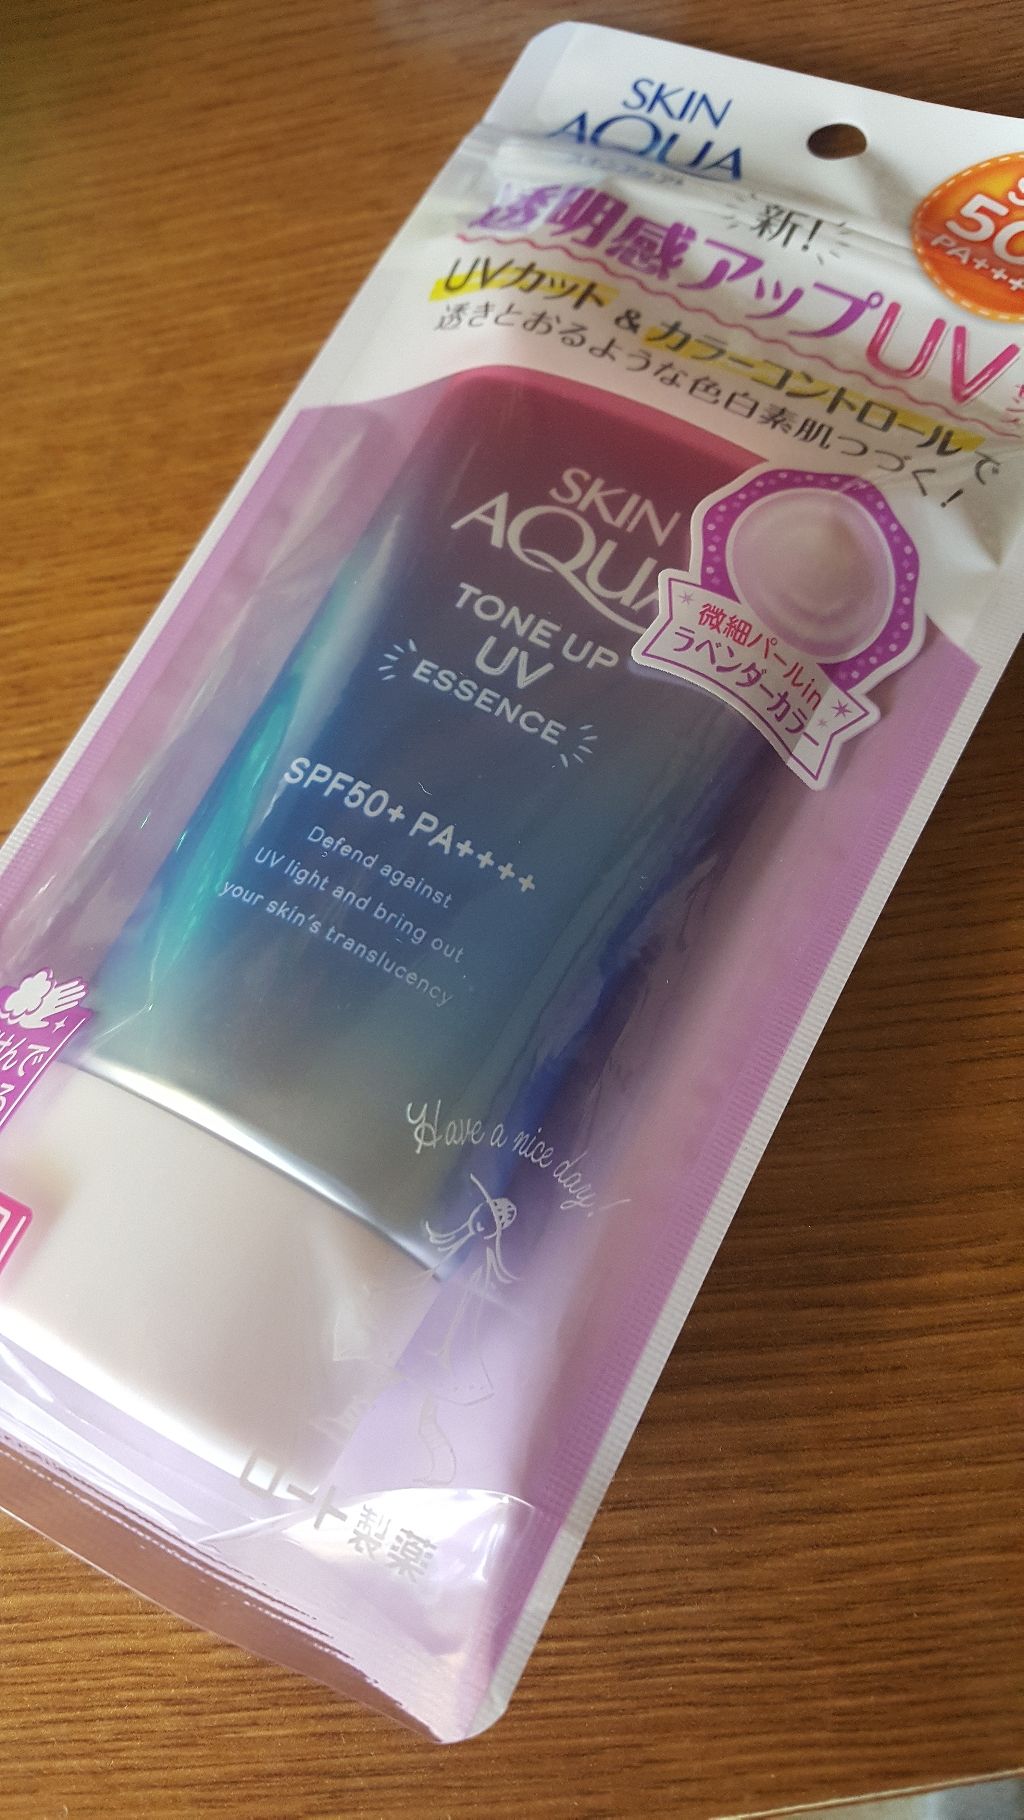 SKIN
AQUA
新!
透明感アップUV
UVカット&カラーコントロールで
透きとおるような色白素肌つづく!
50
PA+++
SKIN
AQUA
TONE UP
UV
ESSENCE
微細パールin
ラベンダーカラー
SPF50+ PA++++
Defend against
UV light and bring out
your skin's translucency
けんで
Have a nice day!
ロート製薬